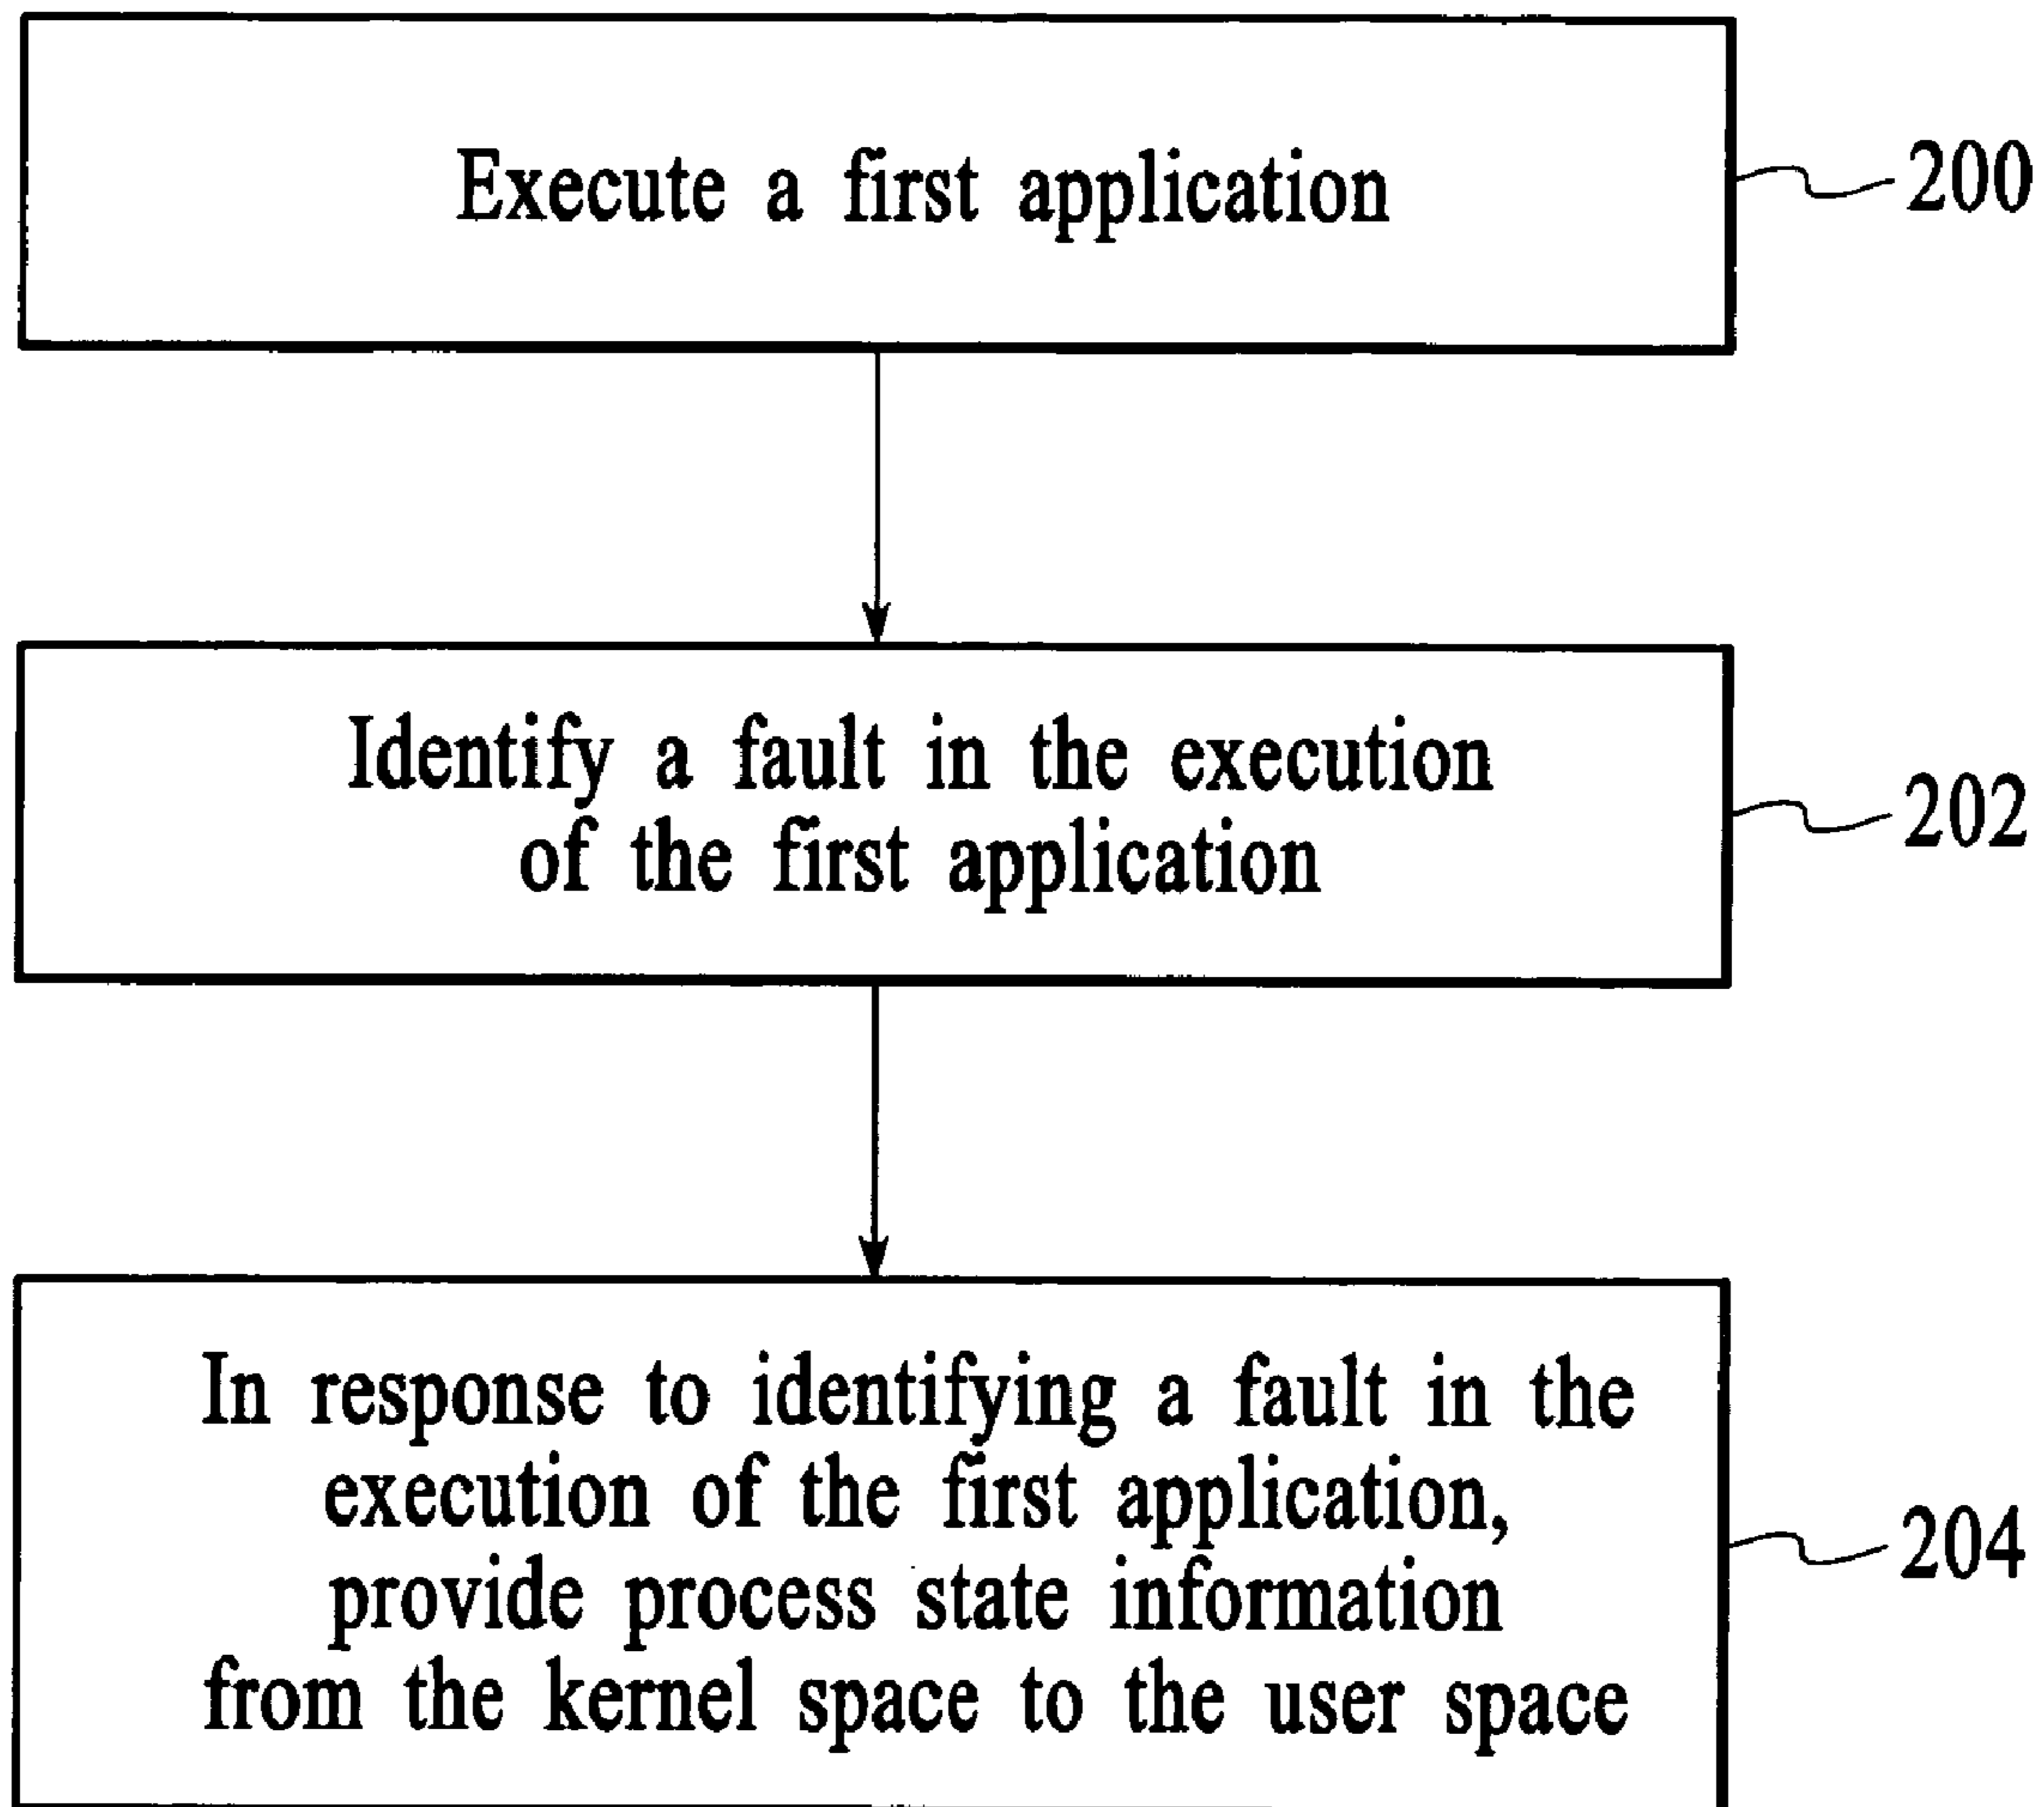 Execute a first application
200
Identify a fault in the execution
of the first application
202
In response to identifying a fault in the
execution of the first application,
provide process state information
from the kernel space to the user space
204